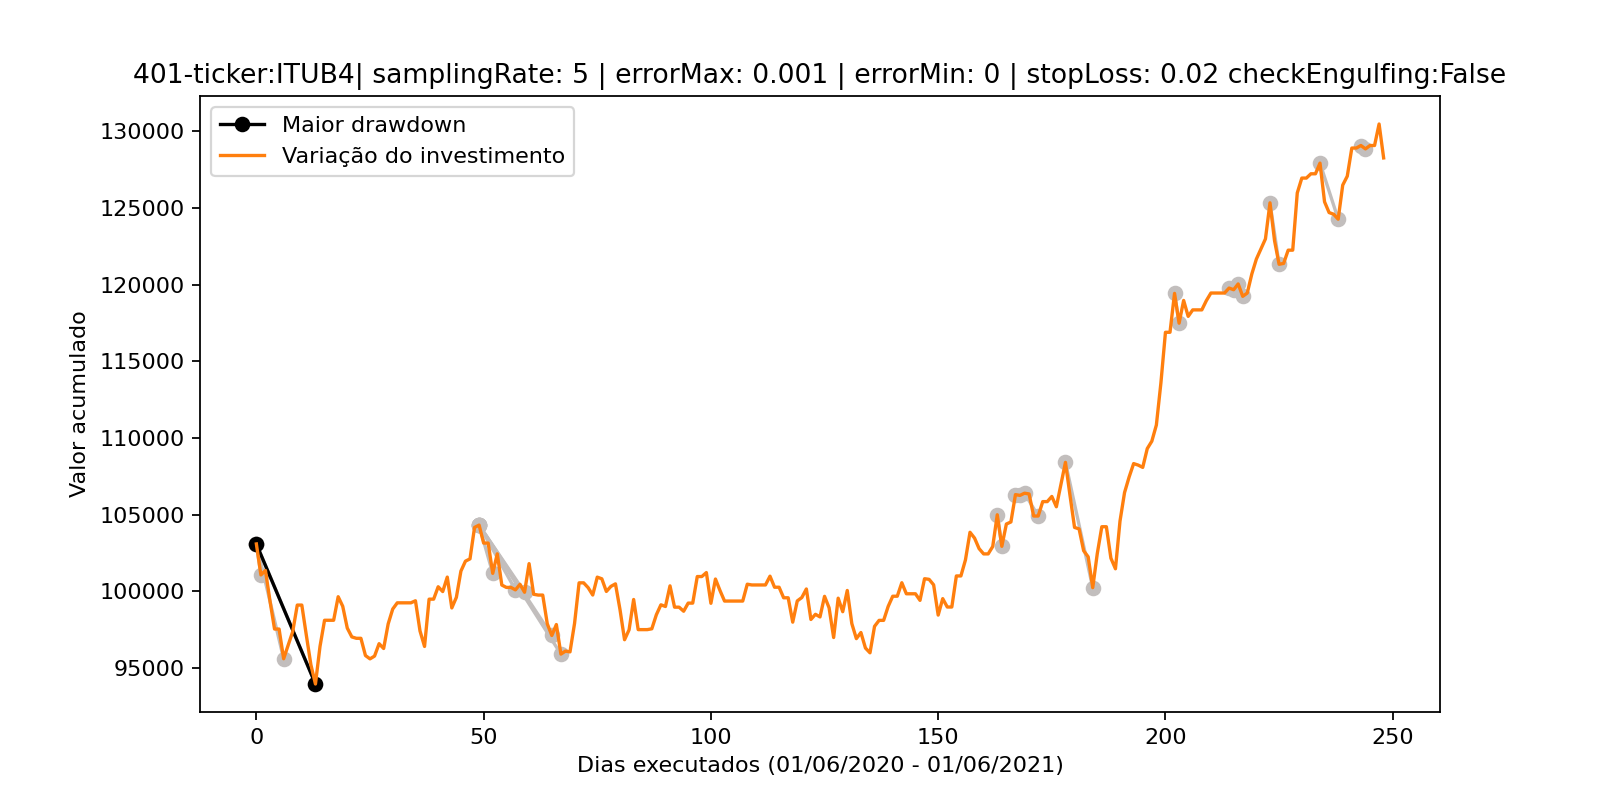 401-ticker:ITUB4| samplingRate: 5 | errorMax: 0.001 | errorMin: 0 | stopLoss: 0.02 checkEngulfing:False
Maior drawdown
Variação do investimento
130000
125000
120000
115000
110000
105000
100000
95000
Valor acumulado
0 50 100 150 200 250
Dias executados (01/06/2020 - 01/06/2021)